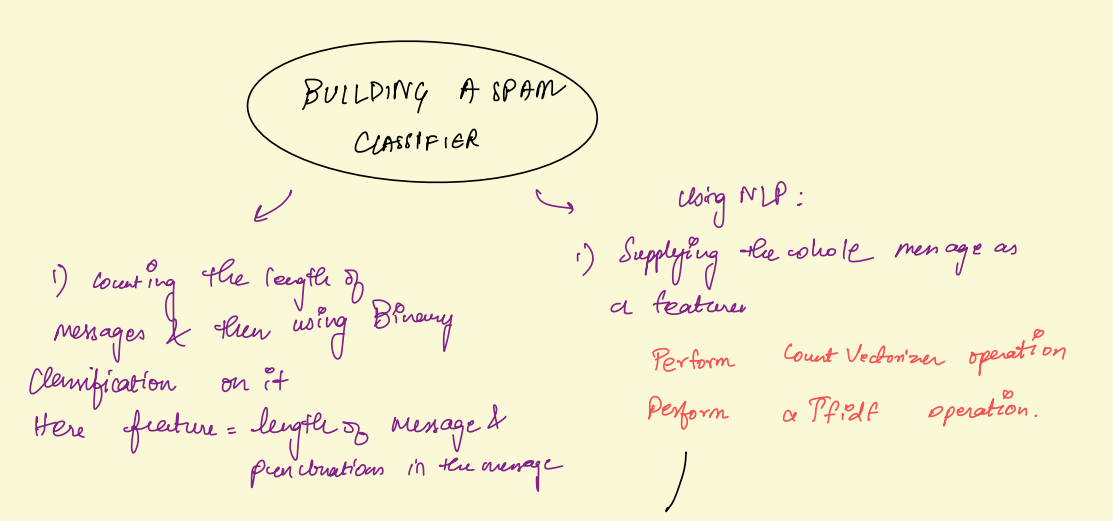 BUILDING A SPAM
CLASSIFIER
i) counting the length of
messages & then using Binary
Classification on it
Here feature = length of message &
punctuations in the message
Using NLP :
i) Supplying the whole message as
a feature
Perform Count Vectorizer operation
Perform a Tfidf operation.